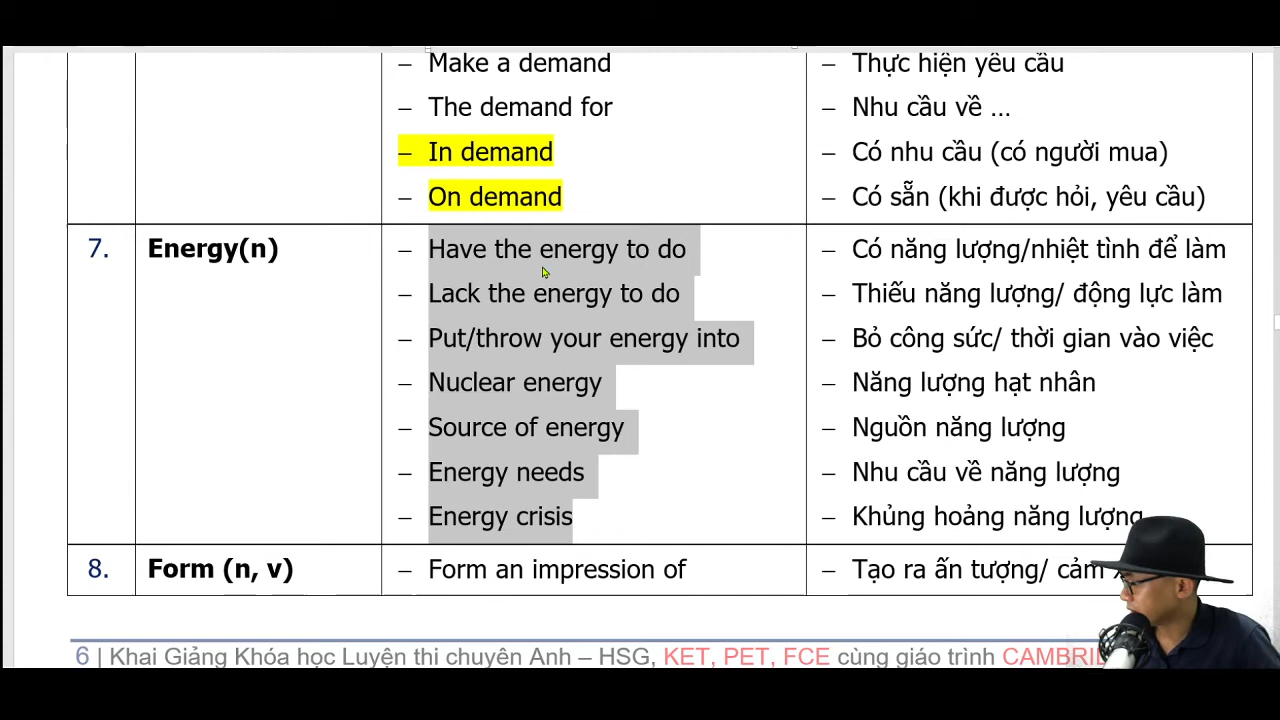 – Make a demand – Thực hiện yêu cầu
– The demand for – Nhu cầu về ...
– In demand – Có nhu cầu (có người mua)
– On demand – Có sẵn (khi được hỏi, yêu cầu)
7. Energy(n) – Have the energy to do – Có năng lượng/nhiệt tình để làm
– Lack the energy to do – Thiếu năng lượng/ động lực làm
– Put/throw your energy into – Bỏ công sức/ thời gian vào việc
– Nuclear energy – Năng lượng hạt nhân
– Source of energy – Nguồn năng lượng
– Energy needs – Nhu cầu về năng lượng
– Energy crisis – Khủng hoảng năng lượng
8. Form (n, v) – Form an impression of – Tạo ra ấn tượng/ cảm
6 | Khai Giảng Khóa học Luyện thi chuyên Anh – HSG, KET, PET, FCE cùng giáo trình